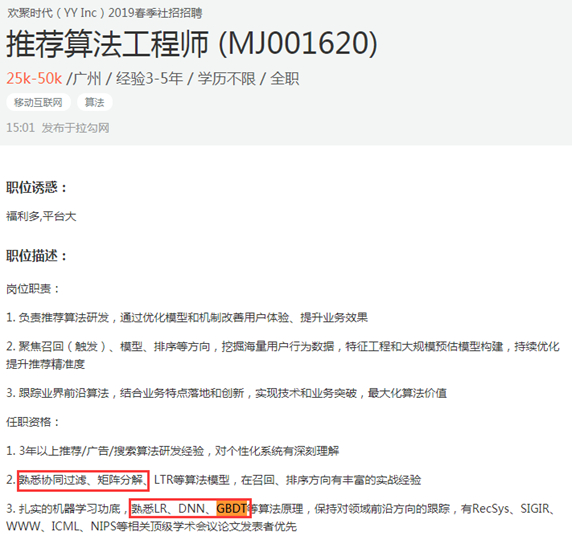 欢聚时代（YY Inc）2019春季社招招聘
推荐算法工程师 (MJ001620)
25k-50k /广州 / 经验3-5年 / 学历不限 / 全职
移动互联网 算法
15:01 发布于拉勾网
职位诱惑：
福利多,平台大
职位描述：
岗位职责：
1. 负责推荐算法研发，通过优化模型和机制改善用户体验、提升业务效果
2. 聚焦召回（触发）、模型、排序等方向，挖掘海量用户行为数据，特征工程和大规模预估模型构建，持续优化
提升推荐精准度
3. 跟踪业界前沿算法，结合业务特点落地和创新，实现技术和业务突破，最大化算法价值
任职资格：
1. 3年以上推荐/广告/搜索算法研发经验，对个性化系统有深刻理解
2. 熟悉协同过滤、矩阵分解、LTR等算法模型，在召回、排序方向有丰富的实战经验
3. 扎实的机器学习功底，熟悉LR、DNN、GBDT等算法原理，保持对领域前沿方向的跟踪，有RecSys、SIGIR、
WWW、ICML、NIPS等相关顶级学术会议论文发表者优先